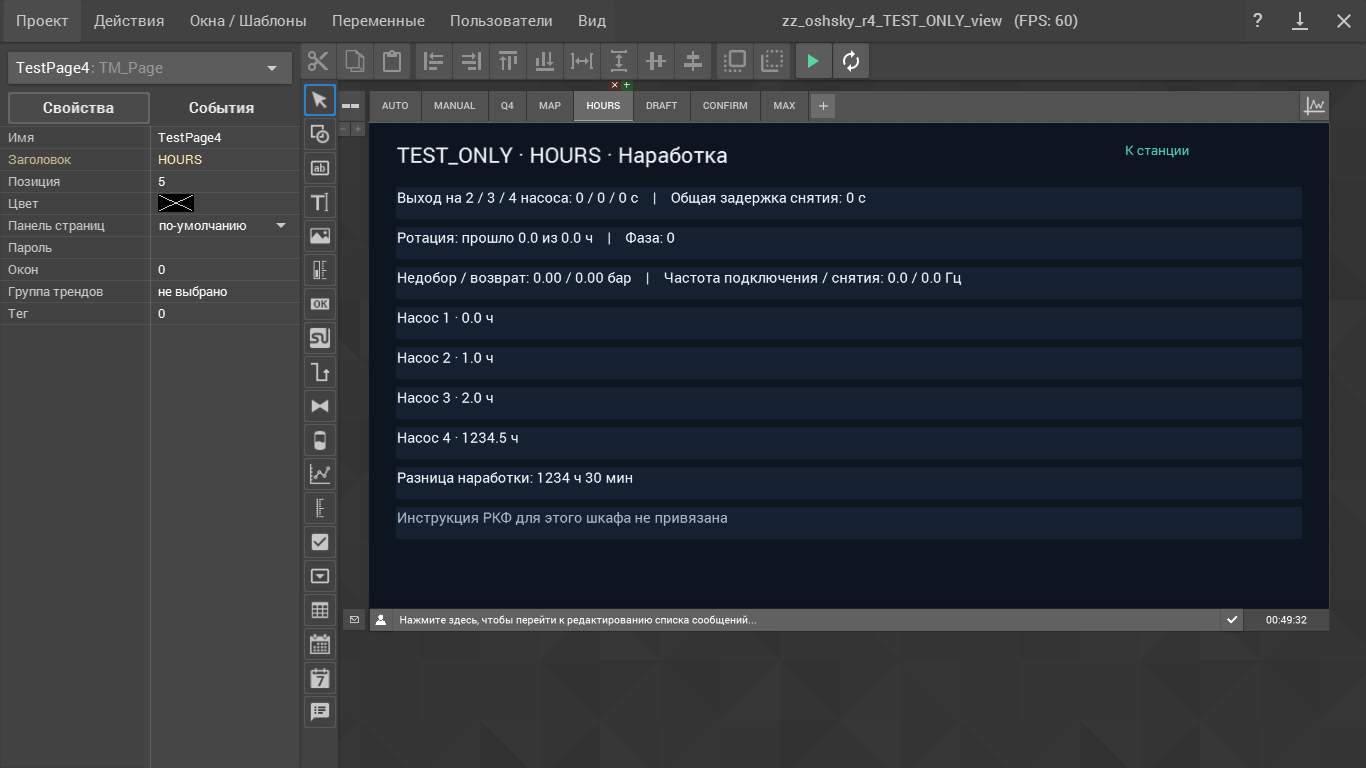 Проект Действия Окна / Шаблоны Переменные Пользователи Вид zz_oshsky_r4_TEST_ONLY_view (FPS: 60) ? ×
TestPage4 : TM_Page
Свойства События
Имя TestPage4
Заголовок HOURS
Позиция 5
Цвет
Панель страниц по-умолчанию
Пароль
Окон 0
Группа трендов не выбрано
Тег 0
ab
T
OK
7
AUTO MANUAL Q4 MAP HOURS DRAFT CONFIRM MAX +
TEST_ONLY · HOURS · Наработка К станции
Выход на 2 / 3 / 4 насоса: 0 / 0 / 0 с | Общая задержка снятия: 0 с
Ротация: прошло 0.0 из 0.0 ч | Фаза: 0
Недобор / возврат: 0.00 / 0.00 бар | Частота подключения / снятия: 0.0 / 0.0 Гц
Насос 1 · 0.0 ч
Насос 2 · 1.0 ч
Насос 3 · 2.0 ч
Насос 4 · 1234.5 ч
Разница наработки: 1234 ч 30 мин
Инструкция РКФ для этого шкафа не привязана
Нажмите здесь, чтобы перейти к редактированию списка сообщений... 00:49:32